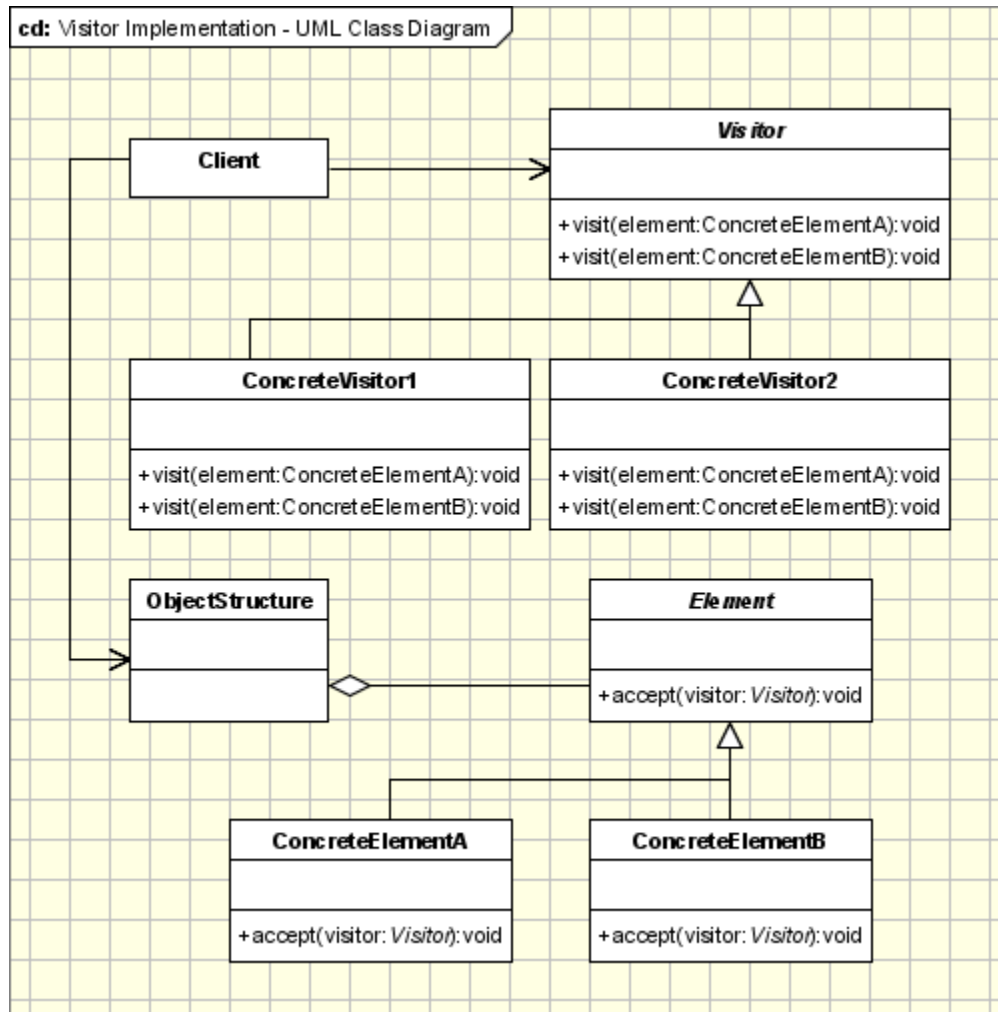 cd: Visitor Implementation - UML Class Diagram
Client
Visitor
+visit(element:ConcreteElementA):void
+visit(element:ConcreteElementB):void
ConcreteVisitor1
+visit(element:ConcreteElementA):void
+visit(element:ConcreteElementB):void
ConcreteVisitor2
+visit(element:ConcreteElementA):void
+visit(element:ConcreteElementB):void
ObjectStructure
Element
+accept(visitor:Visitor):void
ConcreteElementA
+accept(visitor:Visitor):void
ConcreteElementB
+accept(visitor:Visitor):void